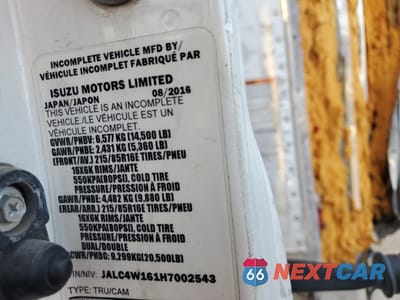 INCOMPLETE VEHICLE MFD BY/
VÉHICULE INCOMPLET FABRIQUÉ PAR
ISUZU MOTORS LIMITED
JAPAN/JAPON 08/2016
THIS VEHICLE IS AN INCOMPLETE
VEHICLE./LE VÉHICULE EST UN
VÉHICULE INCOMPLET.
GVWR/PNBV: 6,577 KG (14,500 LB)
GAWR/PNBE: 2,431 KG (5,360 LB)
(FRONT/AV.) 215/85R16E TIRES/PNEU
16X6K RIMS/JANTE
550KPA(80PSI), COLD TIRE
PRESSURE/PRESSION À FROID
GAWR/PNBE: 4,482 KG (9,880 LB)
(REAR/ARR.) 215/85R16E TIRES/PNEU
16X6K RIMS/JANTE
550KPA(80PSI), COLD TIRE
PRESSURE/PRESSION À FROID
DUAL/DOUBLE
GCWR/PNBC: 9,299KG(20,500LB)
VIN/NIV: JALC4W161H7002543
TRU/CAM
66 NEXTCAR